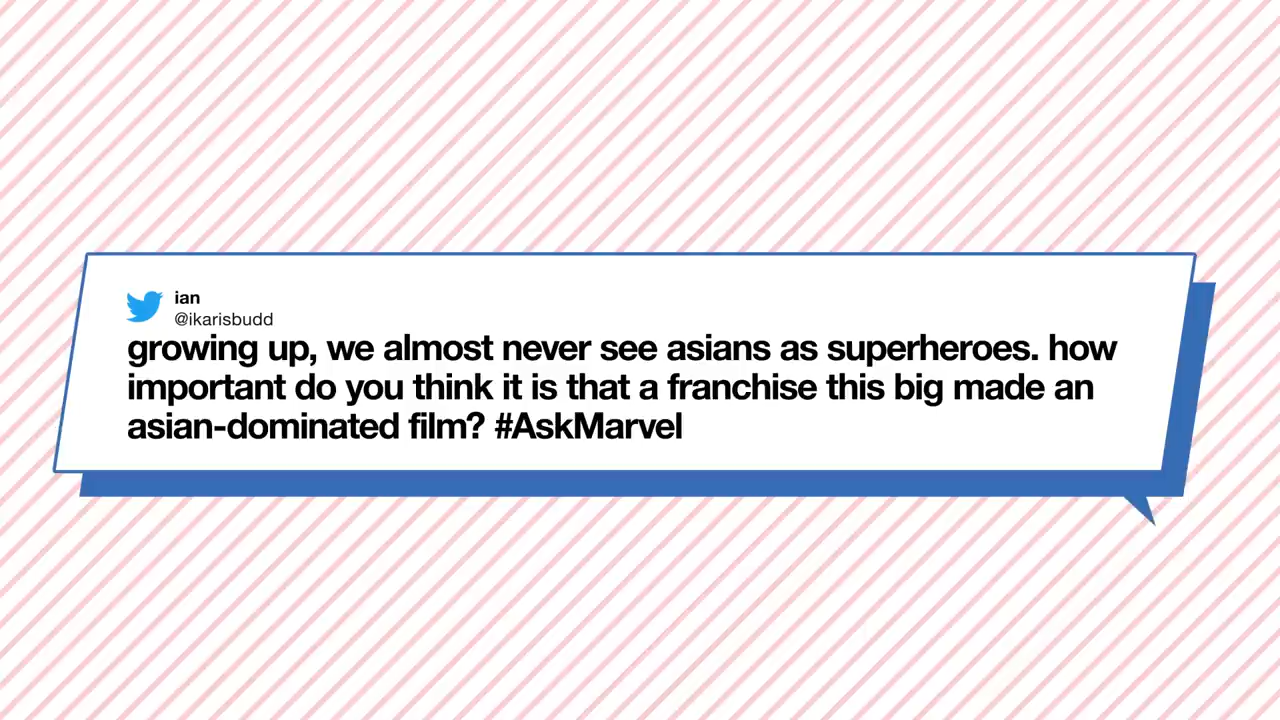 ian
@ikarisbudd
growing up, we almost never see asians as superheroes. how
important do you think it is that a franchise this big made an
asian-dominated film? #AskMarvel